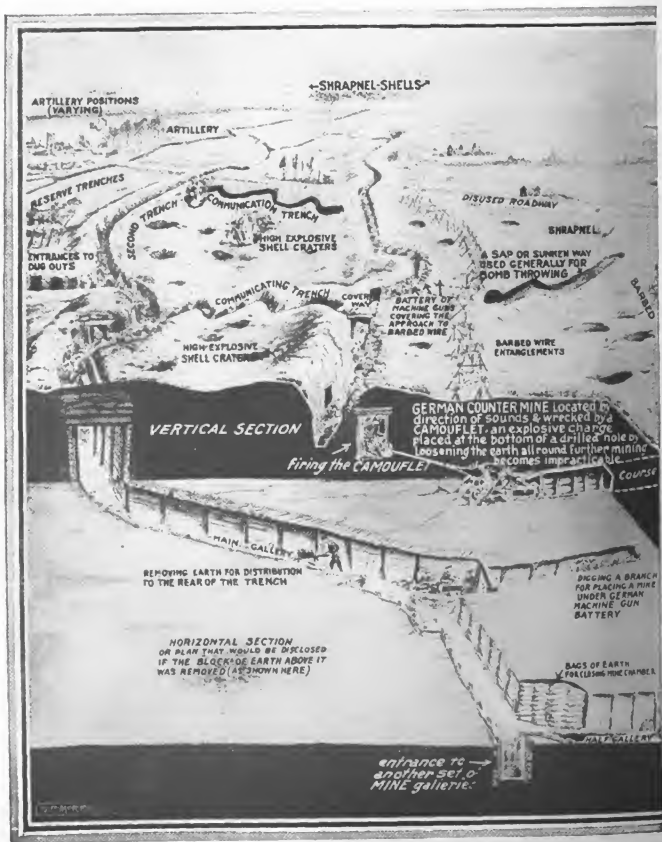 ←SHRAPNEL-SHELLS→
ARTILLERY POSITIONS
(VARYING)
ARTILLERY
RESERVE TRENCHES
SECOND TRENCH
COMMUNICATION TRENCH
DISUSED ROADWAY
HIGH EXPLOSIVE
SHELL CRATERS
SHRAPNEL
ENTRANCES TO
DUG OUTS
A SAP OR SUNKEN WAY
USED GENERALLY FOR
BOMB THROWING
BARBED
COMMUNICATING TRENCH
COVER
WAY
BATTERY OF
MACHINE GUNS
COVERING THE
APPROACH TO
BARBED WIRE
HIGH-EXPLOSIVE
SHELL CRATERS
BARBED WIRE
ENTANGLEMENTS
VERTICAL SECTION
GERMAN COUNTER MINE Located by
direction of sounds & wrecked by a
CAMOUFLET, an explosive charge
placed at the bottom of a drilled hole by
loosening the earth all round further mining
becomes impracticable
Firing the CAMOUFLET
COURSE
MAIN GALLERY
REMOVING EARTH FOR DISTRIBUTION
TO THE REAR OF THE TRENCH
DIGGING A BRANCH
FOR PLACING A MINE
UNDER GERMAN
MACHINE GUN
BATTERY
HORIZONTAL SECTION
OR PLAN THAT WOULD BE DISCLOSED
IF THE BLOCK OF EARTH ABOVE IT
WAS REMOVED (AS SHOWN HERE)
BAGS OF EARTH
FOR CLOSING MINE CHAMBER
HALF GALLERY
entrance to
another set o'
MINE galleries